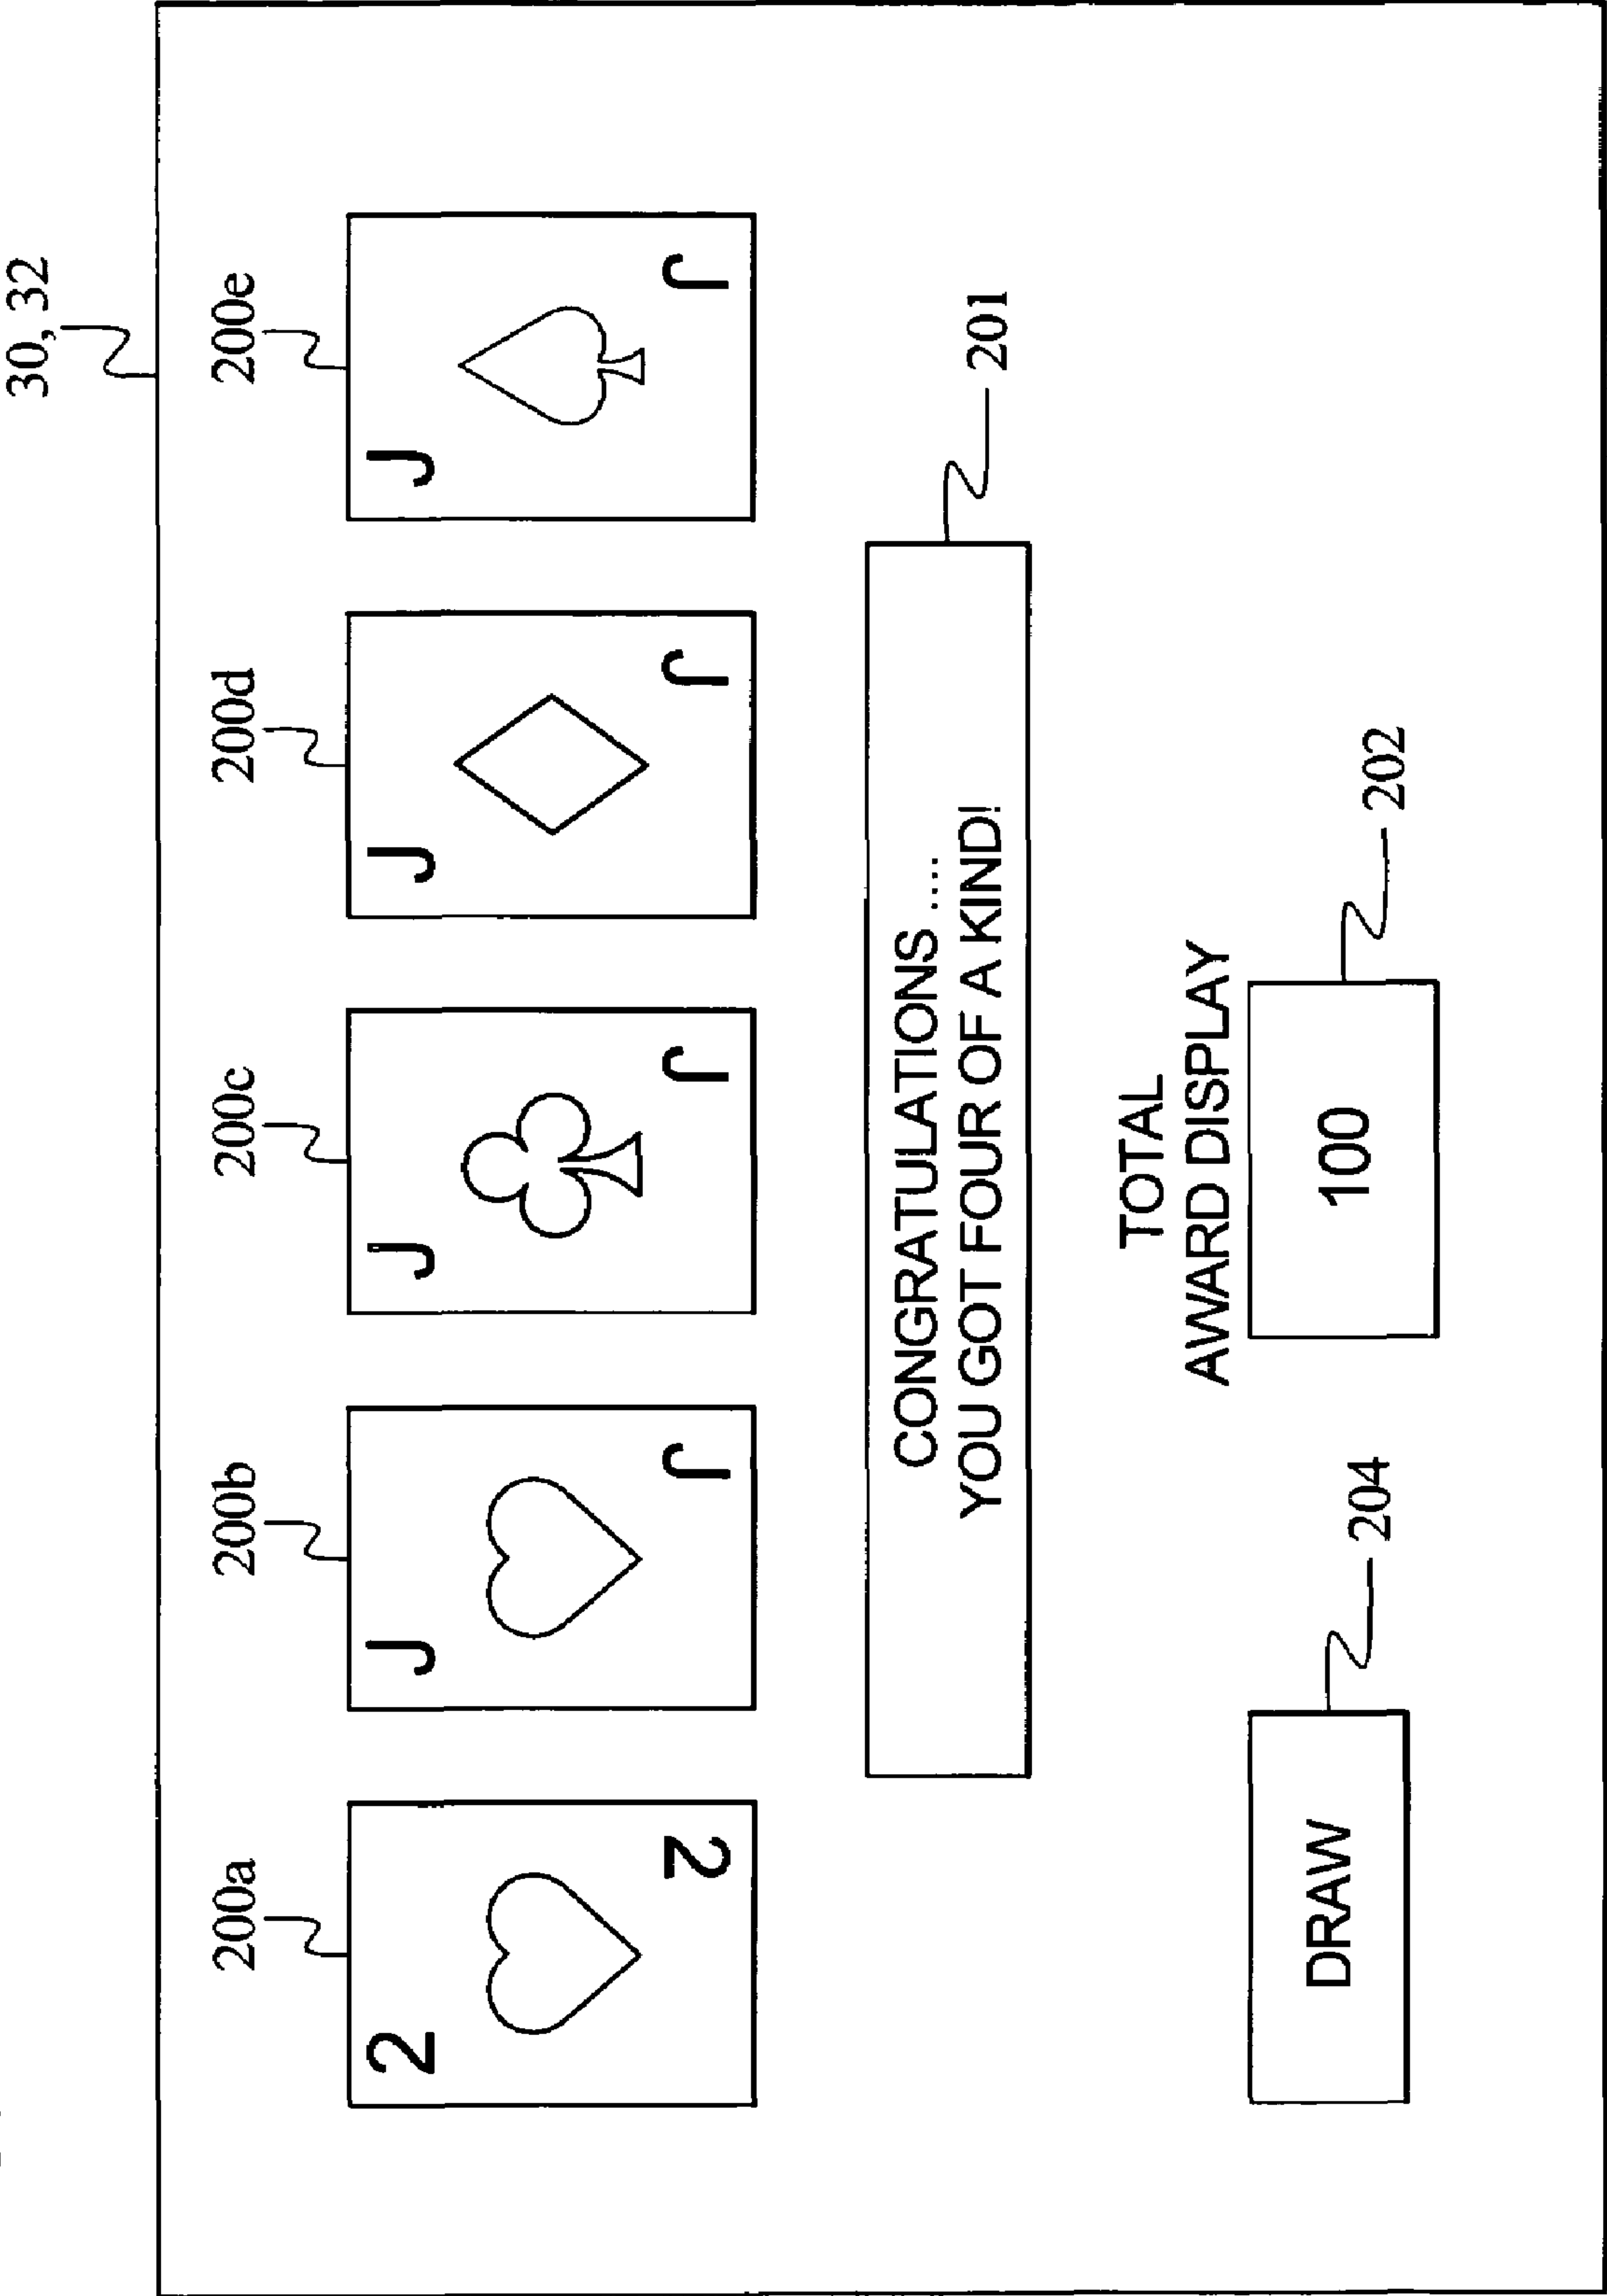 30, 32
200a 200b 200c 200d 200e
2 J J J J
2 J J J J
CONGRATULATIONS ....
YOU GOT FOUR OF A KIND!
201
TOTAL
AWARD DISPLAY
DRAW 100
204 202